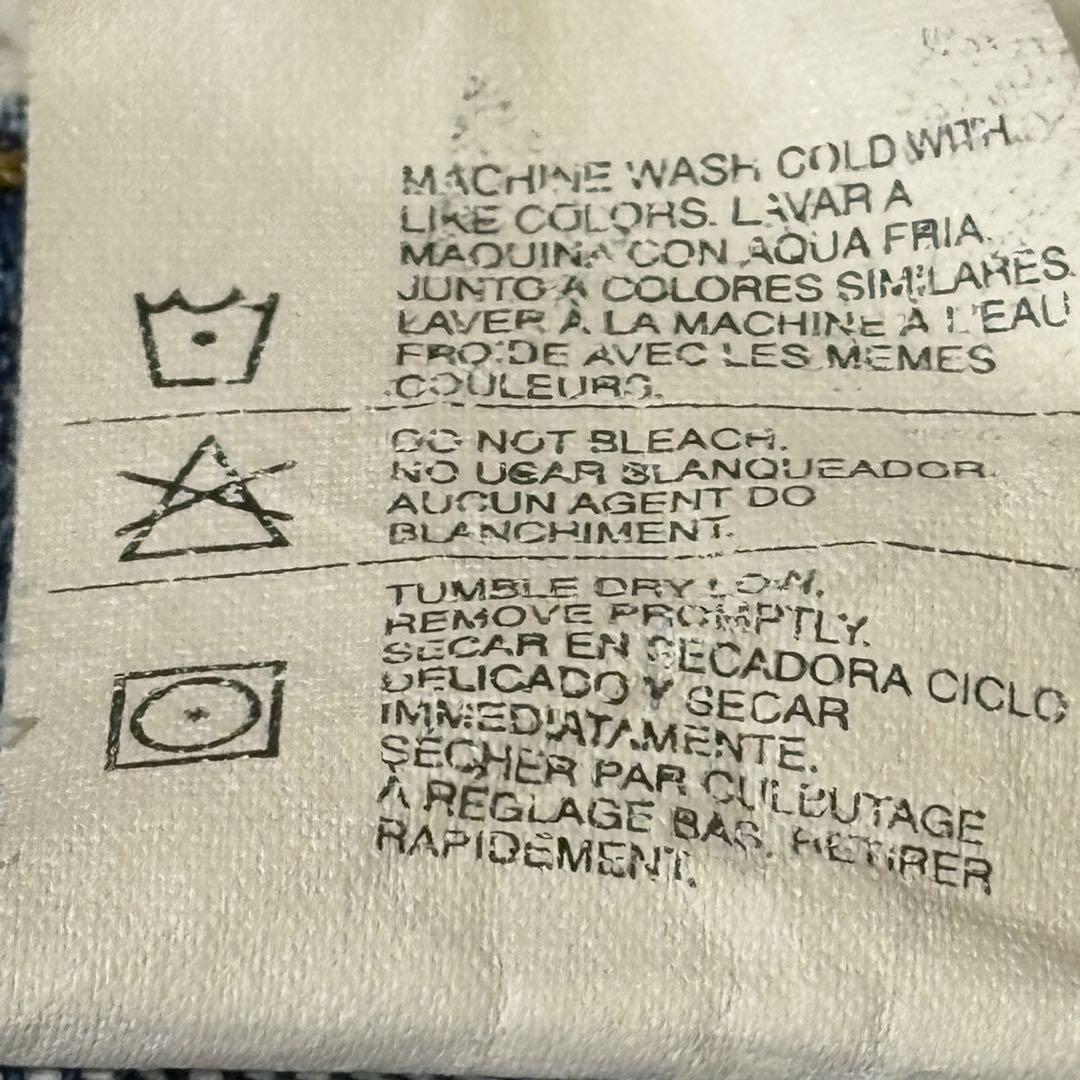 MACHINE WASH COLD WITH
LIKE COLORS. LAVAR A
MAQUINA CON AQUA FRIA
JUNTO A COLORES SIMILARES.
LAVER A LA MACHINE A L'EAU
FROIDE AVEC LES MEMES
COULEURS.
DO NOT BLEACH.
NO USAR BLANQUEADOR.
AUCUN AGENT DO
BLANCHIMENT.
TUMBLE DRY LOW.
REMOVE PROMPTLY.
SECAR EN SECADORA CICLO
DELICADO Y SECAR
IMMEDIATAMENTE.
SÉCHER PAR CULBUTAGE
À RÉGLAGE BAS. RETIRER
RAPIDEMENT.